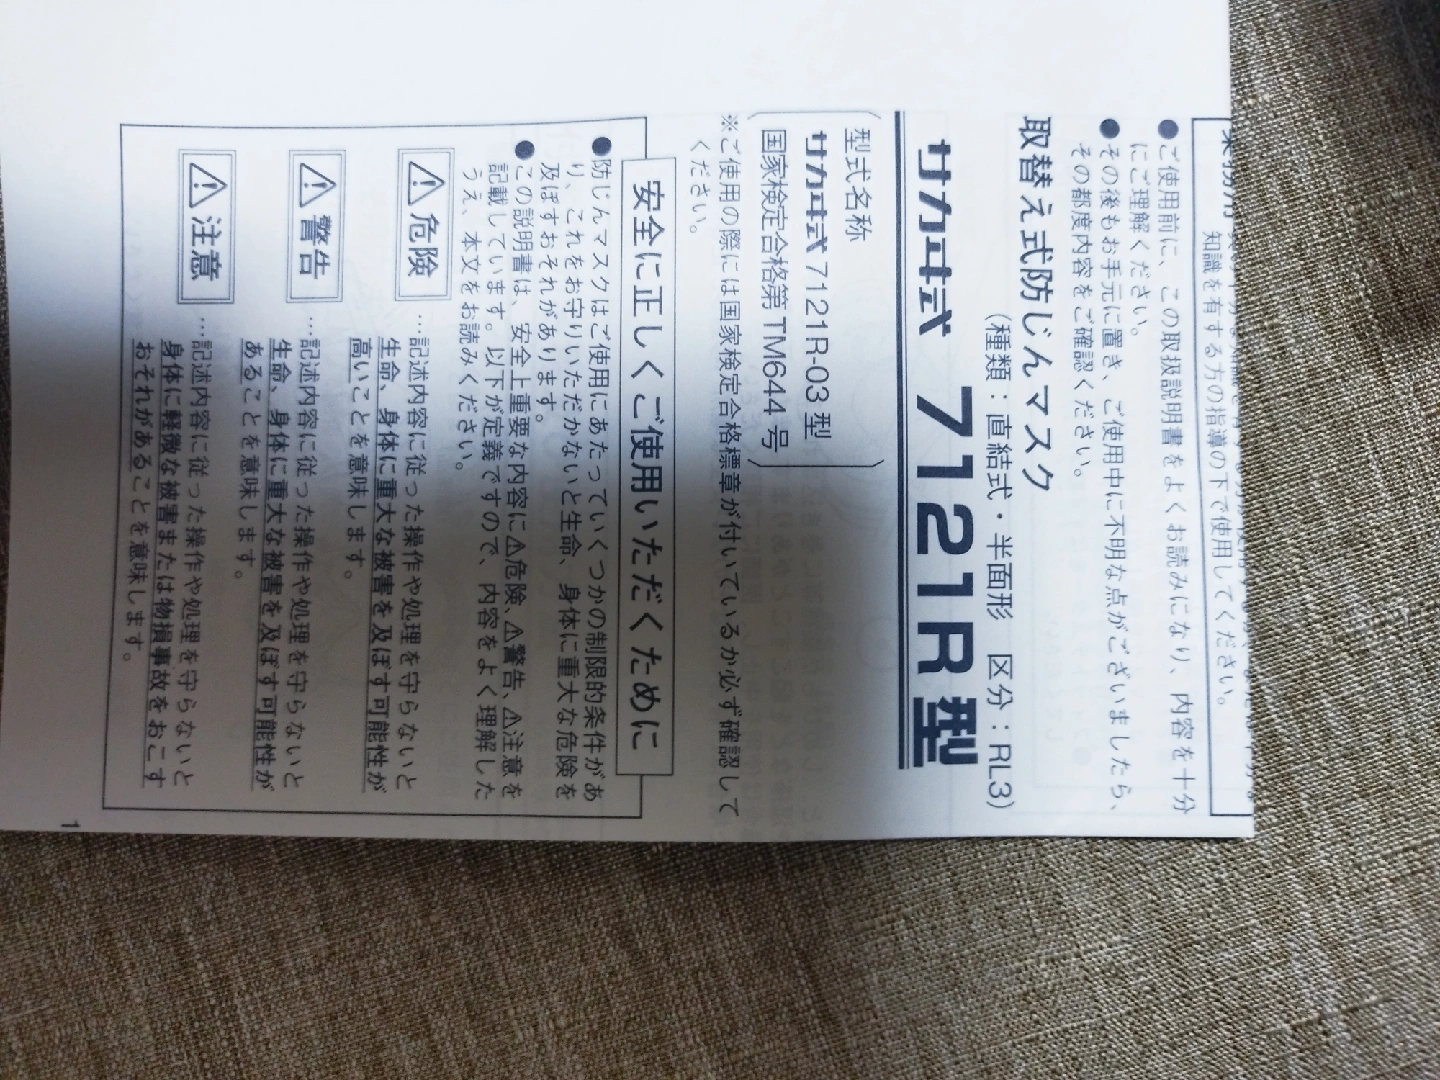 知識を有する方の指導の下で使用してください。
●ご使用前に、この取扱説明書をよくお読みになり、内容を十分
にご理解ください。
●その後もお手元に置き、ご使用中に不明な点がございましたら、
その都度内容をご確認ください。
取替え式防じんマスク
(種類：直結式・半面形 区分：RL3)
サカヰ式 7121R型
型式名称
サカヰ式 7121R-03 型
国家検定合格第 TM644 号
※ご使用の際には国家検定合格標章が付いているか必ず確認して
ください。
安全に正しくご使用いただくために
●防じんマスクはご使用にあたっていくつかの制限的条件があ
り、これをお守りいただかないと生命、身体に重大な危険を
及ぼすおそれがあります。
●この説明書は、安全上重要な内容に⚠危険、⚠警告、⚠注意を
記載しています。以下が定義ですので、内容をよく理解した
うえ、本文をお読みください。
⚠危険 …記述内容に従った操作や処理を守らないと
生命、身体に重大な被害を及ぼす可能性が
高いことを意味します。
⚠警告 …記述内容に従った操作や処理を守らないと
生命、身体に重大な被害を及ぼす可能性が
あることを意味します。
⚠注意 …記述内容に従った操作や処理を守らないと
身体に軽微な被害または物損事故をおこす
おそれがあることを意味します。
1